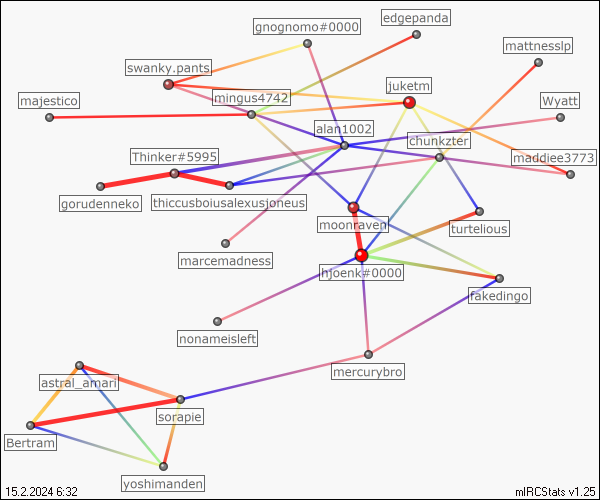 edgepanda
gnognomo#0000
mattnesslp
swanky.pants
juketm
majestico
mingus4742
Wyatt
alan1002
chunkzter
Thinker#5995
maddiee3773
gorudenneko
thiccusboiusalexusjoneus
moonraven
turtelious
marcemadness
hjoenk#0000
fakedingo
nonameisleft
mercurybro
astral_amari
sorapie
Bertram
yoshimanden
15.2.2024 6:32
mIRCStats v1.25